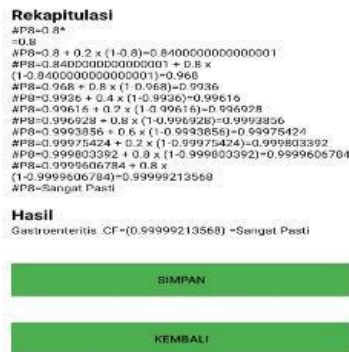 Rekapitulasi
#P8=0.8*
=0.8
#P8=0.8 + 0.2 x (1-0.8)=0.8400000000000001
#P8=0.8400000000000001 + 0.8 x
(1-0.8400000000000001)=0.968
#P8=0.968 + 0.8 x (1-0.968)=0.9936
#P8=0.9936 + 0.4 x (1-0.9936)=0.99616
#P8=0.99616 + 0.2 x (1-0.99616)=0.996928
#P8=0.996928 + 0.8 x (1-0.996928)=0.9993856
#P8=0.9993856 + 0.6 x (1-0.9993856)=0.99975424
#P8=0.99975424 + 0.2 x (1-0.99975424)=0.999803392
#P8=0.999803392 + 0.8 x (1-0.999803392)=0.9999606784
#P8=0.9999606784 + 0.8 x
(1-0.9999606784)=0.99999213568
#P8=Sangat Pasti
Hasil
Gastroenteritis CF=(0.99999213568) =Sangat Pasti
SIMPAN
KEMBALI